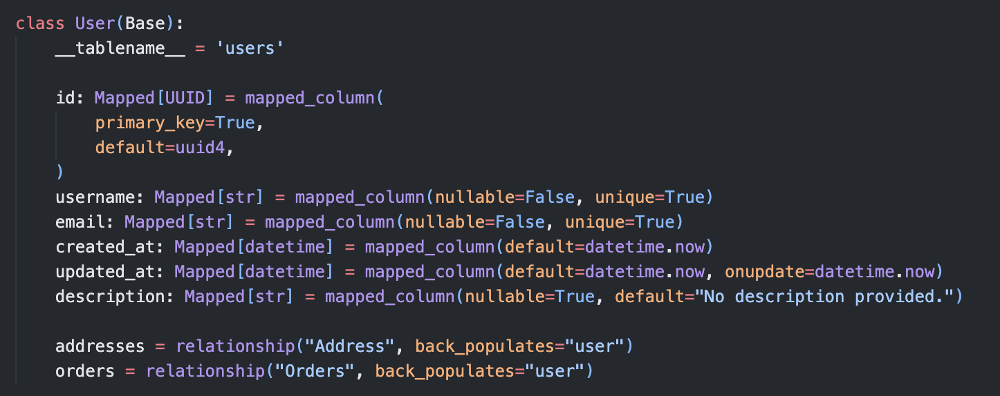 class User(Base):
    __tablename__ = 'users'

    id: Mapped[UUID] = mapped_column(
        primary_key=True,
        default=uuid4,
    )
    username: Mapped[str] = mapped_column(nullable=False, unique=True)
    email: Mapped[str] = mapped_column(nullable=False, unique=True)
    created_at: Mapped[datetime] = mapped_column(default=datetime.now)
    updated_at: Mapped[datetime] = mapped_column(default=datetime.now, onupdate=datetime.now)
    description: Mapped[str] = mapped_column(nullable=True, default="No description provided.")

    addresses = relationship("Address", back_populates="user")
    orders = relationship("Orders", back_populates="user")